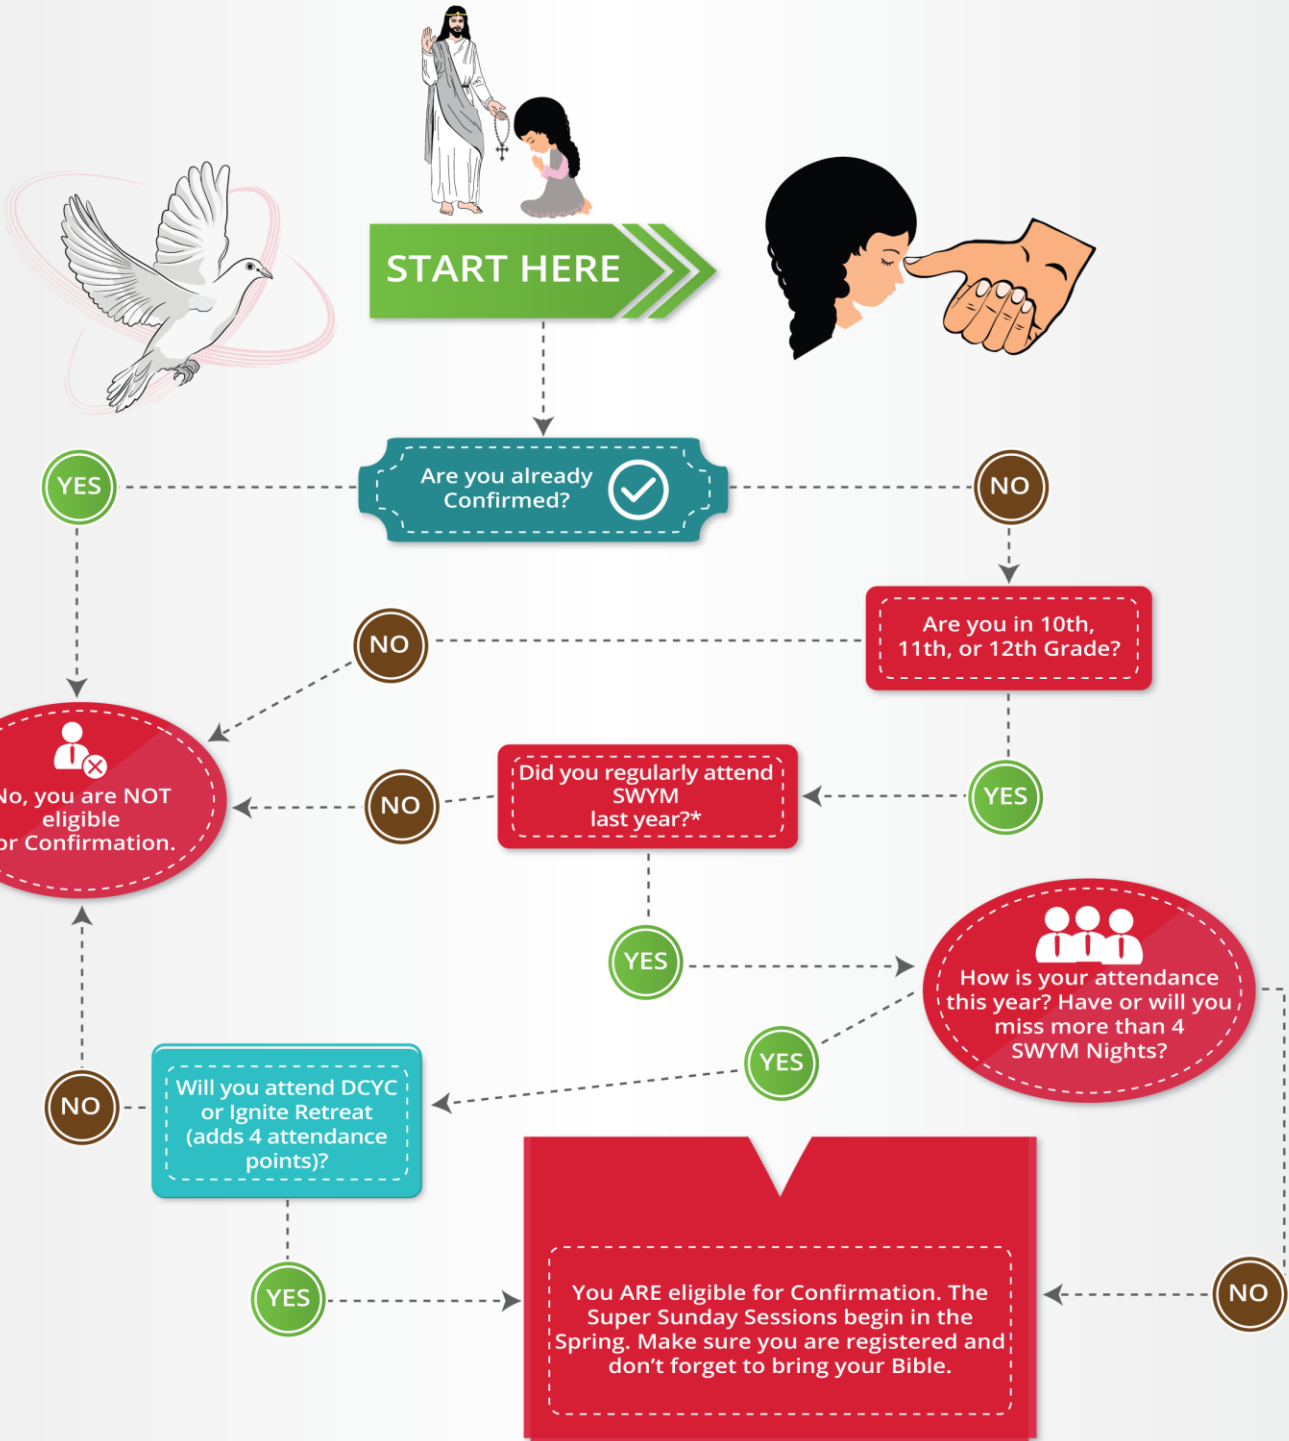 START HERE
Are you already
Confirmed?
YES
NO
Are you in 10th,
11th, or 12th Grade?
NO
YES
Did you regularly attend
SWYM
last year?*
NO
No, you are NOT
eligible
or Confirmation.
YES
How is your attendance
this year? Have or will you
miss more than 4
SWYM Nights?
YES
Will you attend DCYC
or Ignite Retreat
(adds 4 attendance
points)?
NO
YES
NO
You ARE eligible for Confirmation. The
Super Sunday Sessions begin in the
Spring. Make sure you are registered and
don’t forget to bring your Bible.